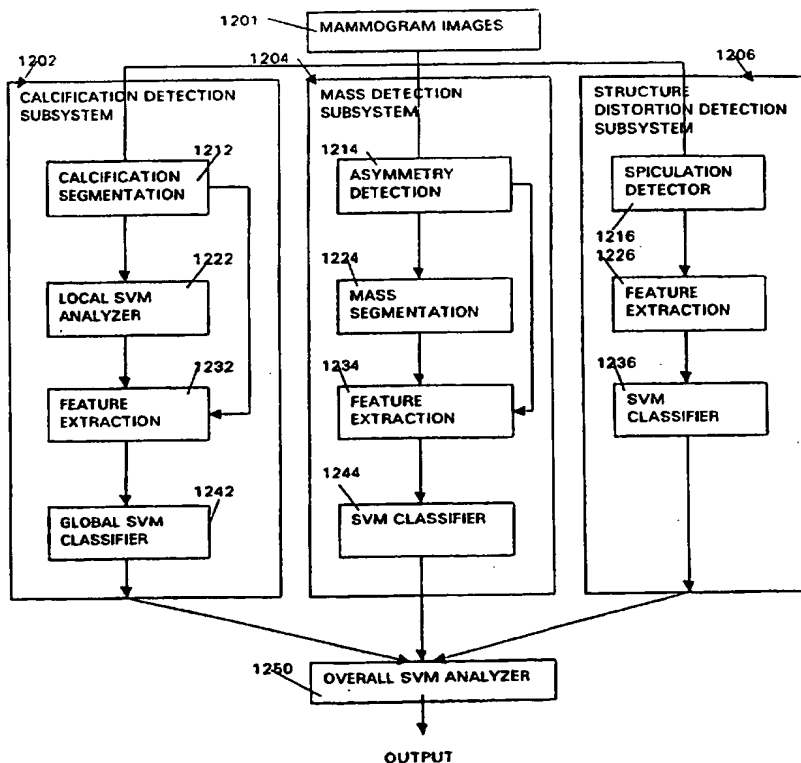 1201
MAMMOGRAM IMAGES
1202
CALCIFICATION DETECTION
SUBSYSTEM
1212
CALCIFICATION
SEGMENTATION
1222
LOCAL SVM
ANALYZER
1232
FEATURE
EXTRACTION
1242
GLOBAL SVM
CLASSIFIER
1204
MASS DETECTION
SUBSYSTEM
1214
ASYMMETRY
DETECTION
1224
MASS
SEGMENTATION
1234
FEATURE
EXTRACTION
1244
SVM CLASSIFIER
1206
STRUCTURE
DISTORTION DETECTION
SUBSYSTEM
SPICULATION
DETECTOR
1216
1226
FEATURE
EXTRACTION
1236
SVM
CLASSIFIER
1250
OVERALL SVM ANALYZER
OUTPUT